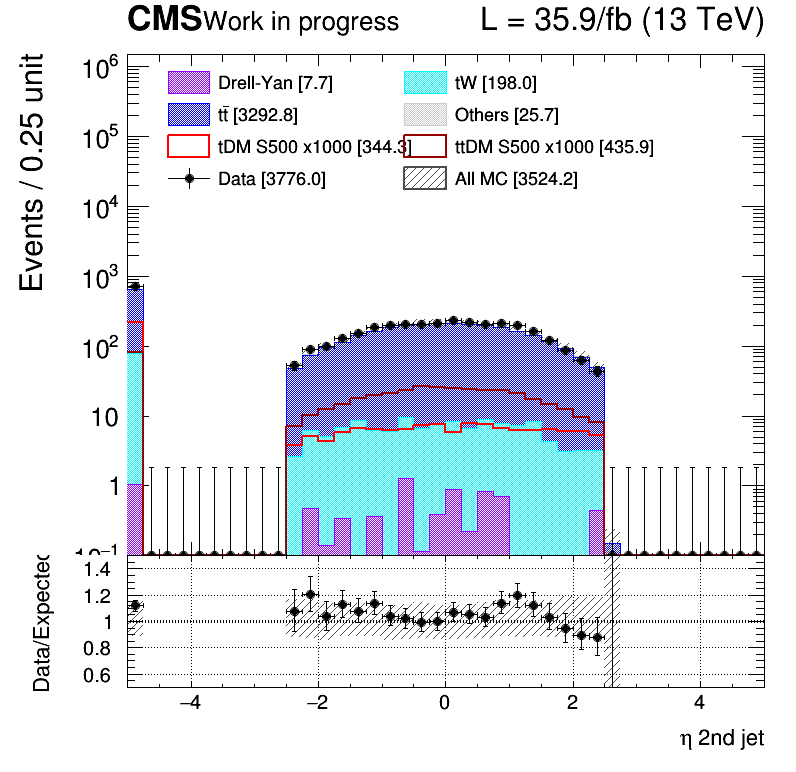 CMS Work in progress L = 35.9/fb (13 TeV)
Events / 0.25 unit
10⁶
10⁵
10⁴
10³
10²
10
1
10⁻¹
Drell-Yan [7.7] tW [198.0]
tt̄ [3292.8] Others [25.7]
tDM S500 x1000 [344.3] ttDM S500 x1000 [435.9]
Data [3776.0] All MC [3524.2]
Data/Expected
1.4
1.2
1
0.8
0.6
−4 −2 0 2 4
η 2nd jet